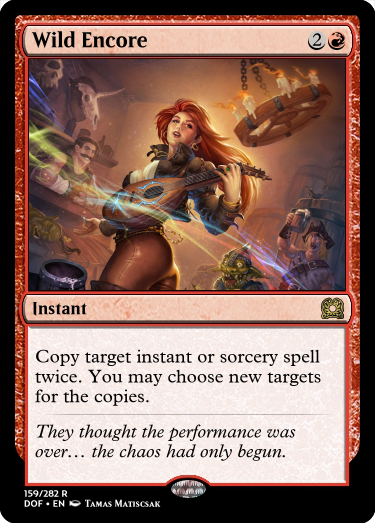 Wild Encore 2
Instant
Copy target instant or sorcery spell
twice. You may choose new targets
for the copies.
They thought the performance was
over… the chaos had only begun.
159/282 R
DOF • EN Tamas Matiscsak